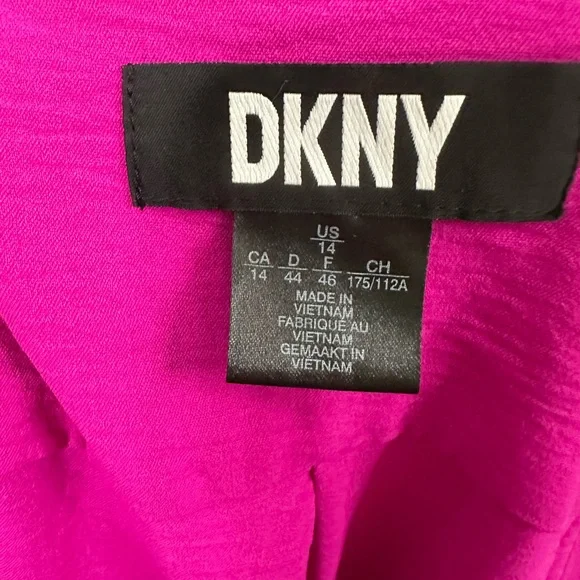 DKNY
US
14
CA D F CH
14 44 46 175/112A
MADE IN
VIETNAM
FABRIQUE AU
VIETNAM
GEMAAKT IN
VIETNAM